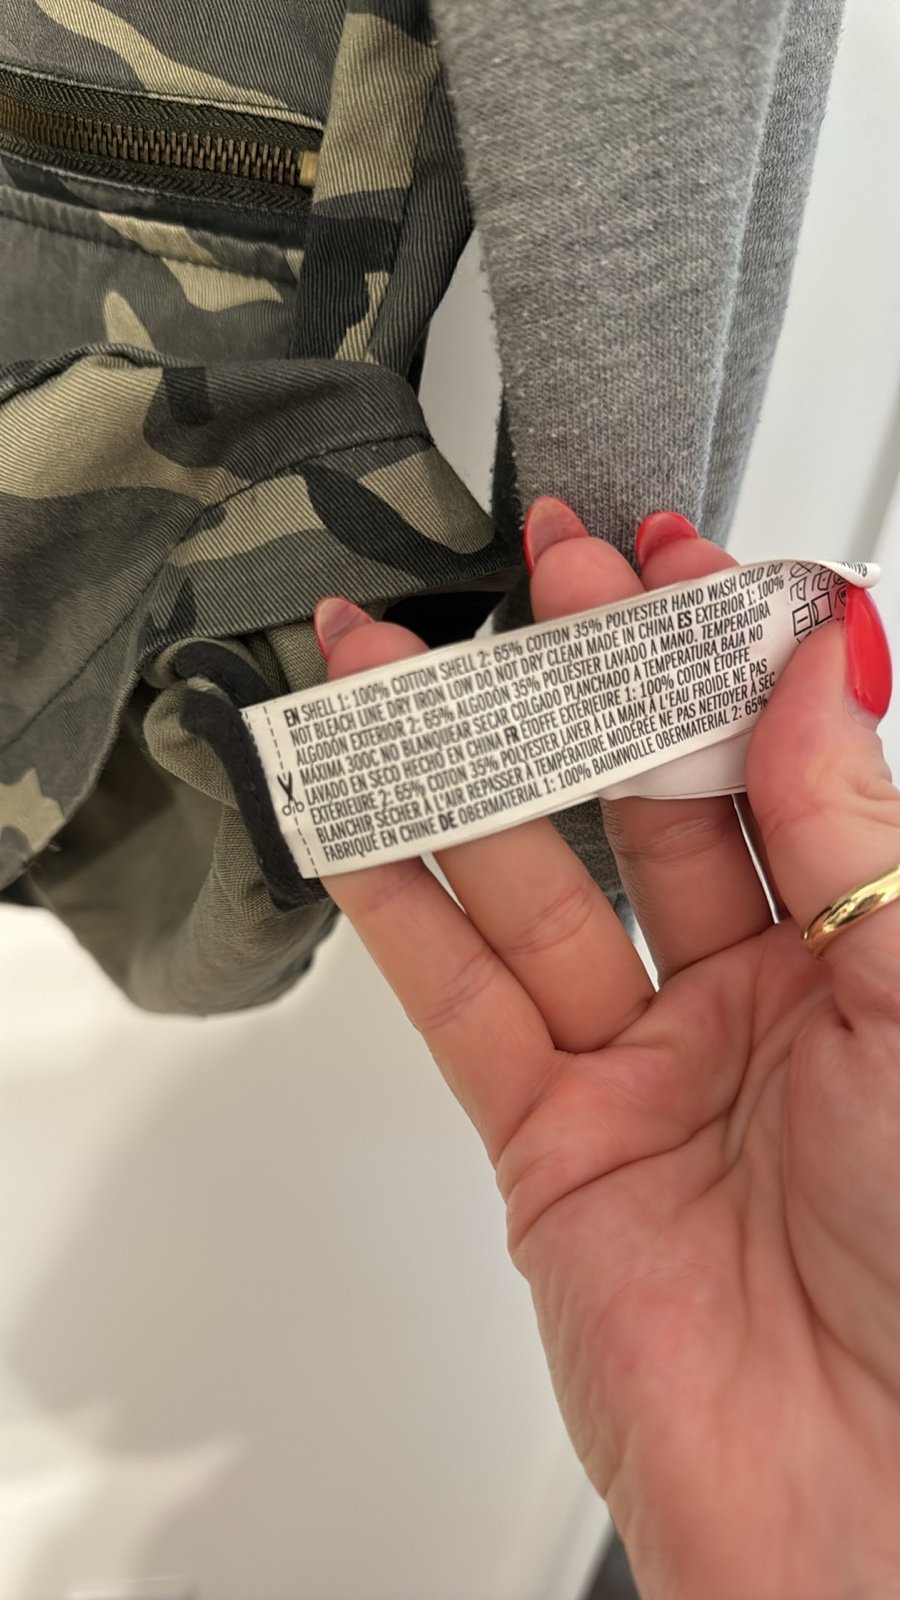 EN SHELL 1: 100% COTTON SHELL 2: 65% COTTON 35% POLYESTER HAND WASH COLD DO
NOT BLEACH LINE DRY IRON LOW DO NOT DRY CLEAN MADE IN CHINA ES EXTERIOR 1: 100%
ALGODÓN EXTERIOR 2: 65% ALGODÓN 35% POLIÉSTER LAVADO A MANO. TEMPERATURA
MÁXIMA 30OC NO BLANQUEAR SECAR COLGADO PLANCHADO A TEMPERATURA BAJA NO
LAVADO EN SECO HECHO EN CHINA FR ÉTOFFE EXTÉRIEURE 1: 100% COTON ÉTOFFE
EXTÉRIEURE 2: 65% COTON 35% POLYESTER LAVER À LA MAIN À L'EAU FROIDE NE PAS
BLANCHIR SÉCHER À L'AIR REPASSER À TEMPÉRATURE MODÉRÉE NE PAS NETTOYER À SEC
FABRIQUÉ EN CHINE DE OBERMATERIAL 1: 100% BAUMWOLLE OBERMATERIAL 2: 65%